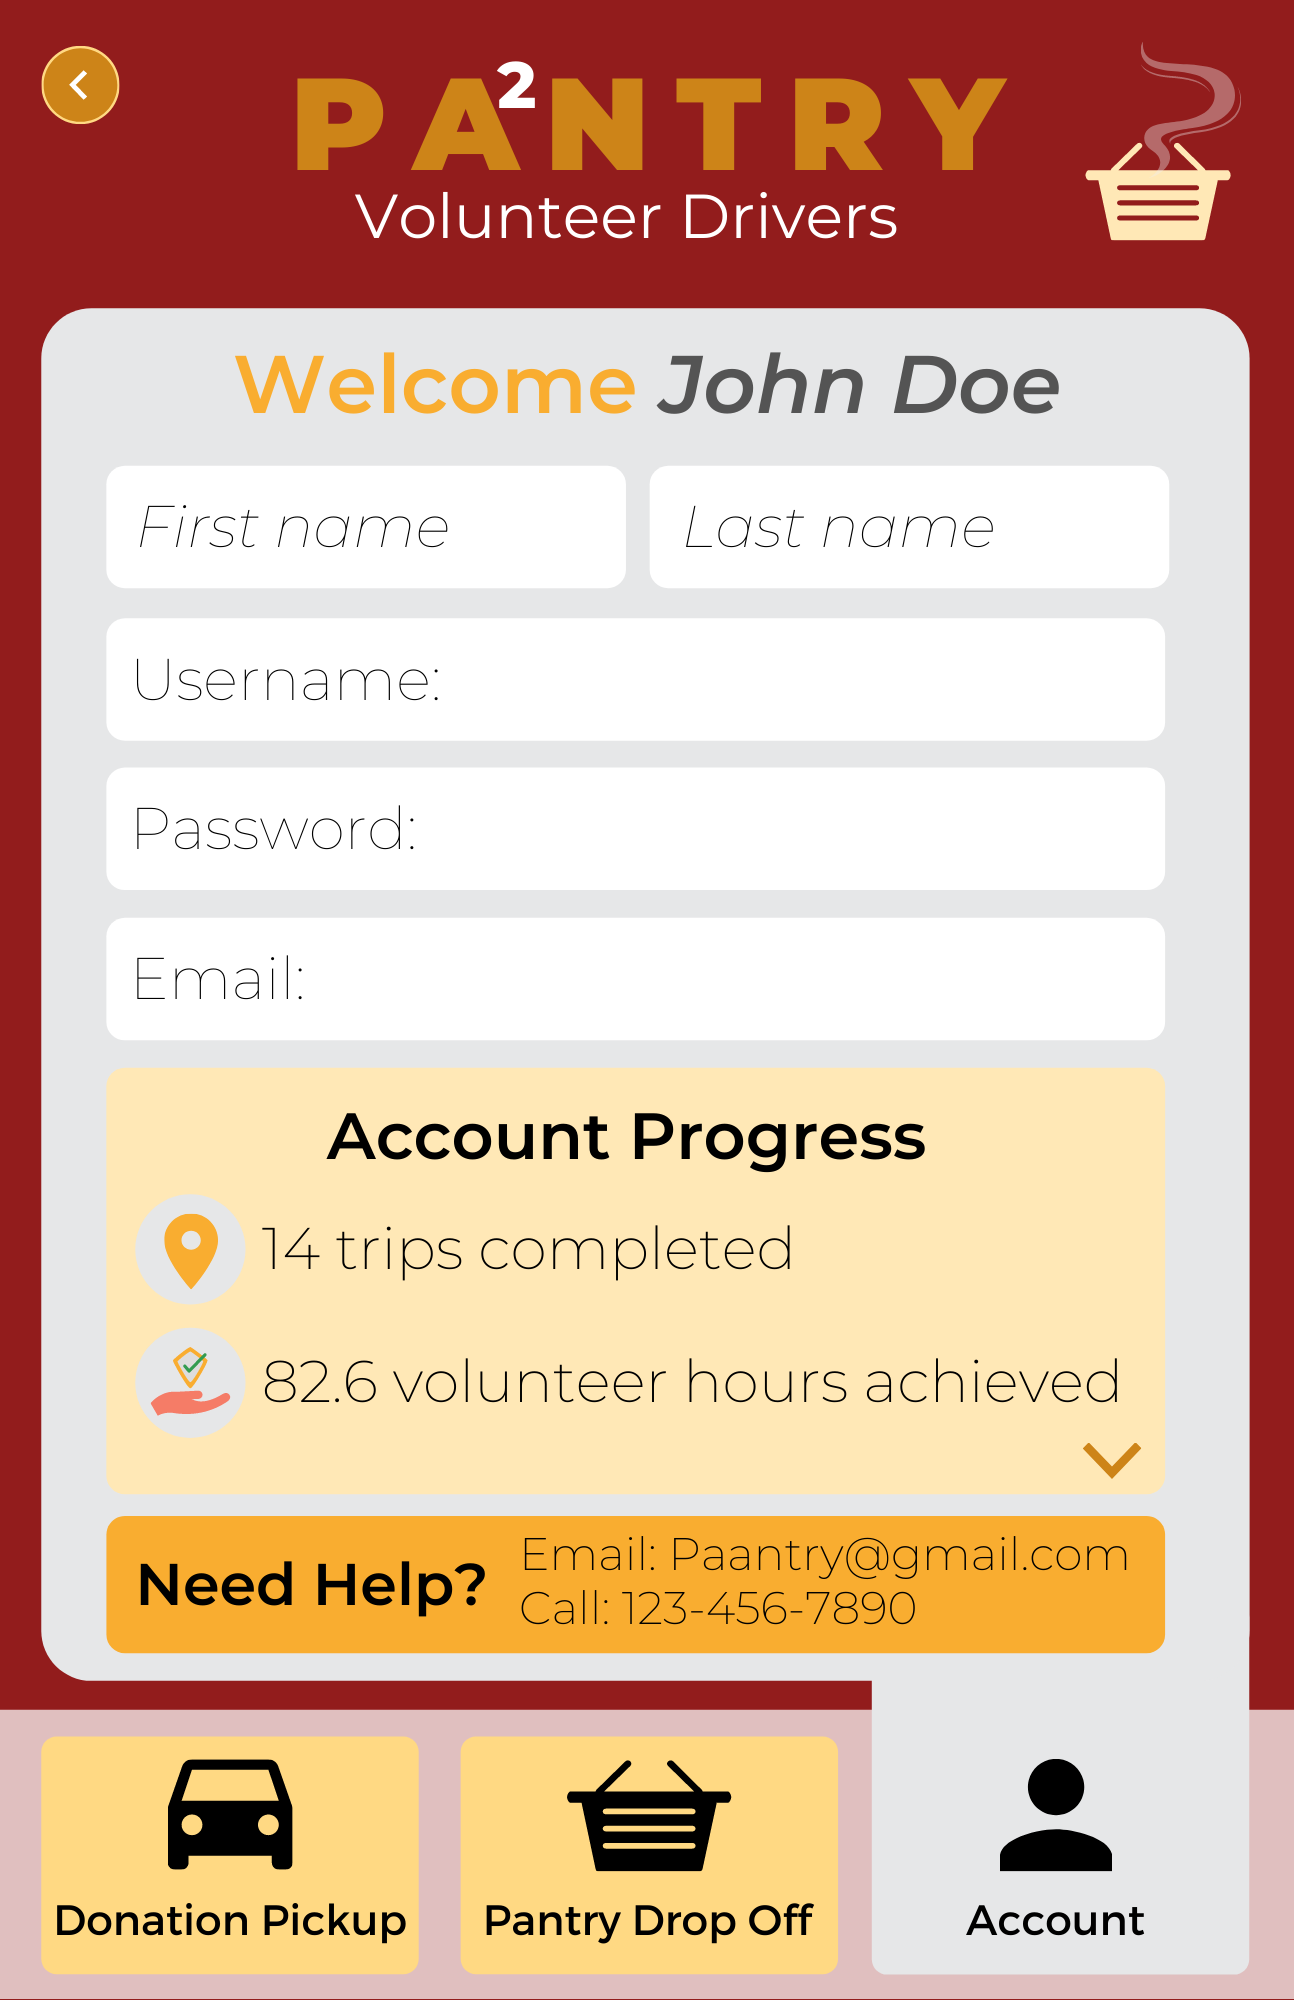 PA²NTRY
Volunteer Drivers
Welcome John Doe
First name
Last name
Username:
Password:
Email:
Account Progress
14 trips completed
82.6 volunteer hours achieved
Need Help?
Email: Paantry@gmail.com
Call: 123-456-7890
Donation Pickup
Pantry Drop Off
Account